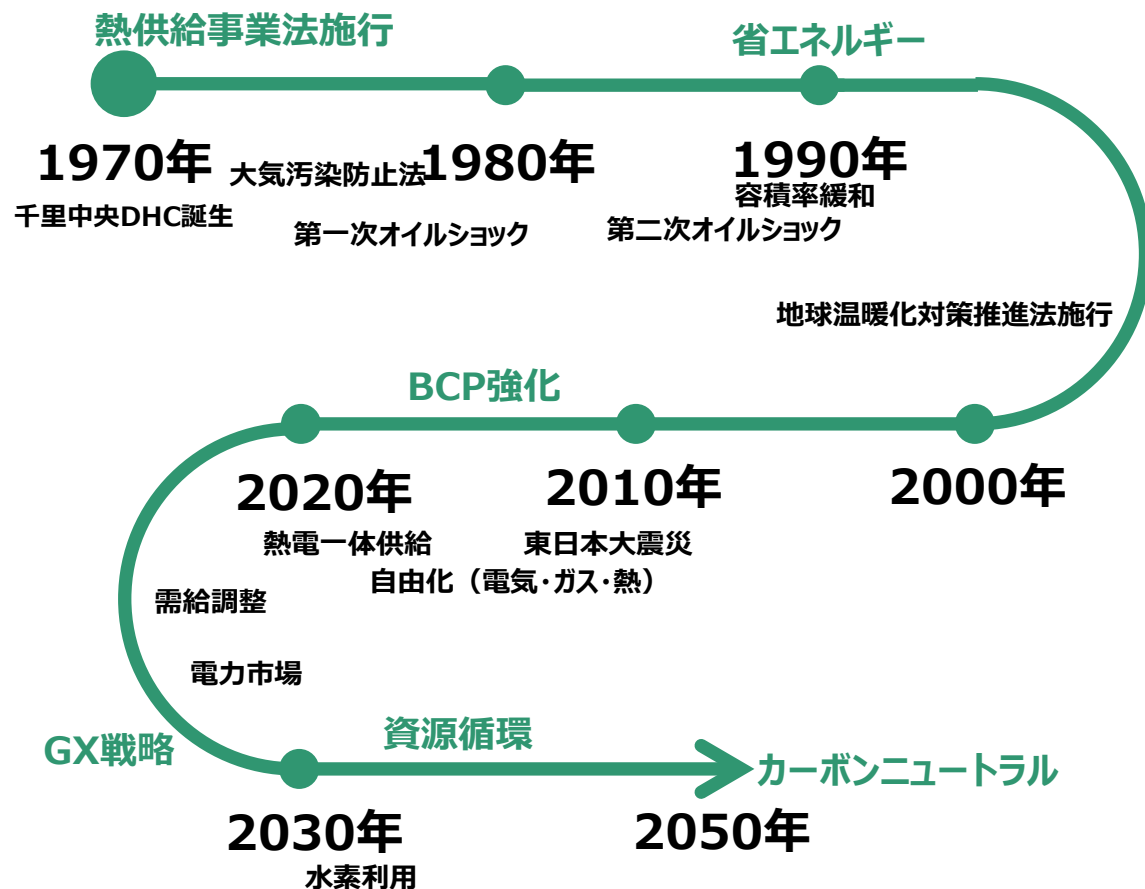 熱供給事業法施行
省エネルギー
1970年
大気汚染防止法
1980年
1990年
千里中央DHC誕生
第一次オイルショック
第二次オイルショック
容積率緩和
地球温暖化対策推進法施行
BCP強化
2020年
2010年
2000年
熱電一体供給
東日本大震災
自由化（電気・ガス・熱）
需給調整
電力市場
GX戦略
資源循環
カーボンニュートラル
2030年
2050年
水素利用